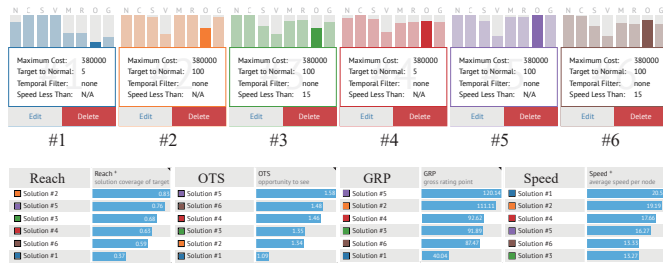 N C S V M R O G N C S V M R O G N C S V M R O G N C S V M R O G N C S V M R O G N C S V M R O G
Maximum Cost: 380000 Maximum Cost: 380000 Maximum Cost: 380000 Maximum Cost: 380000 Maximum Cost: 380000 Maximum Cost: 380000
Target to Normal: 5 Target to Normal: 100 Target to Normal: 5 Target to Normal: 100 Target to Normal: 5 Target to Normal: 100
Temporal Filter: none Temporal Filter: none Temporal Filter: none Temporal Filter: none Temporal Filter: none Temporal Filter: none
Speed Less Than: N/A Speed Less Than: N/A Speed Less Than: 15 Speed Less Than: N/A Speed Less Than: N/A Speed Less Than: 15
Edit Delete Edit Delete Edit Delete Edit Delete Edit Delete Edit Delete
#1 #2 #3 #4 #5 #6
Reach Reach * OTS OTS GRP GRP Speed Speed *
solution coverage of target opportunity to see gross rating point average speed per node
Solution #2 0.83 Solution #5 1.58 Solution #5 120.14 Solution #1 20.5
Solution #5 0.76 Solution #6 1.48 Solution #2 111.11 Solution #2 19.19
Solution #3 0.68 Solution #4 1.46 Solution #4 92.62 Solution #4 17.66
Solution #4 0.63 Solution #3 1.35 Solution #3 91.89 Solution #5 16.27
Solution #6 0.59 Solution #2 1.34 Solution #6 87.47 Solution #6 13.33
Solution #1 0.37 Solution #1 1.09 Solution #1 40.04 Solution #3 13.27